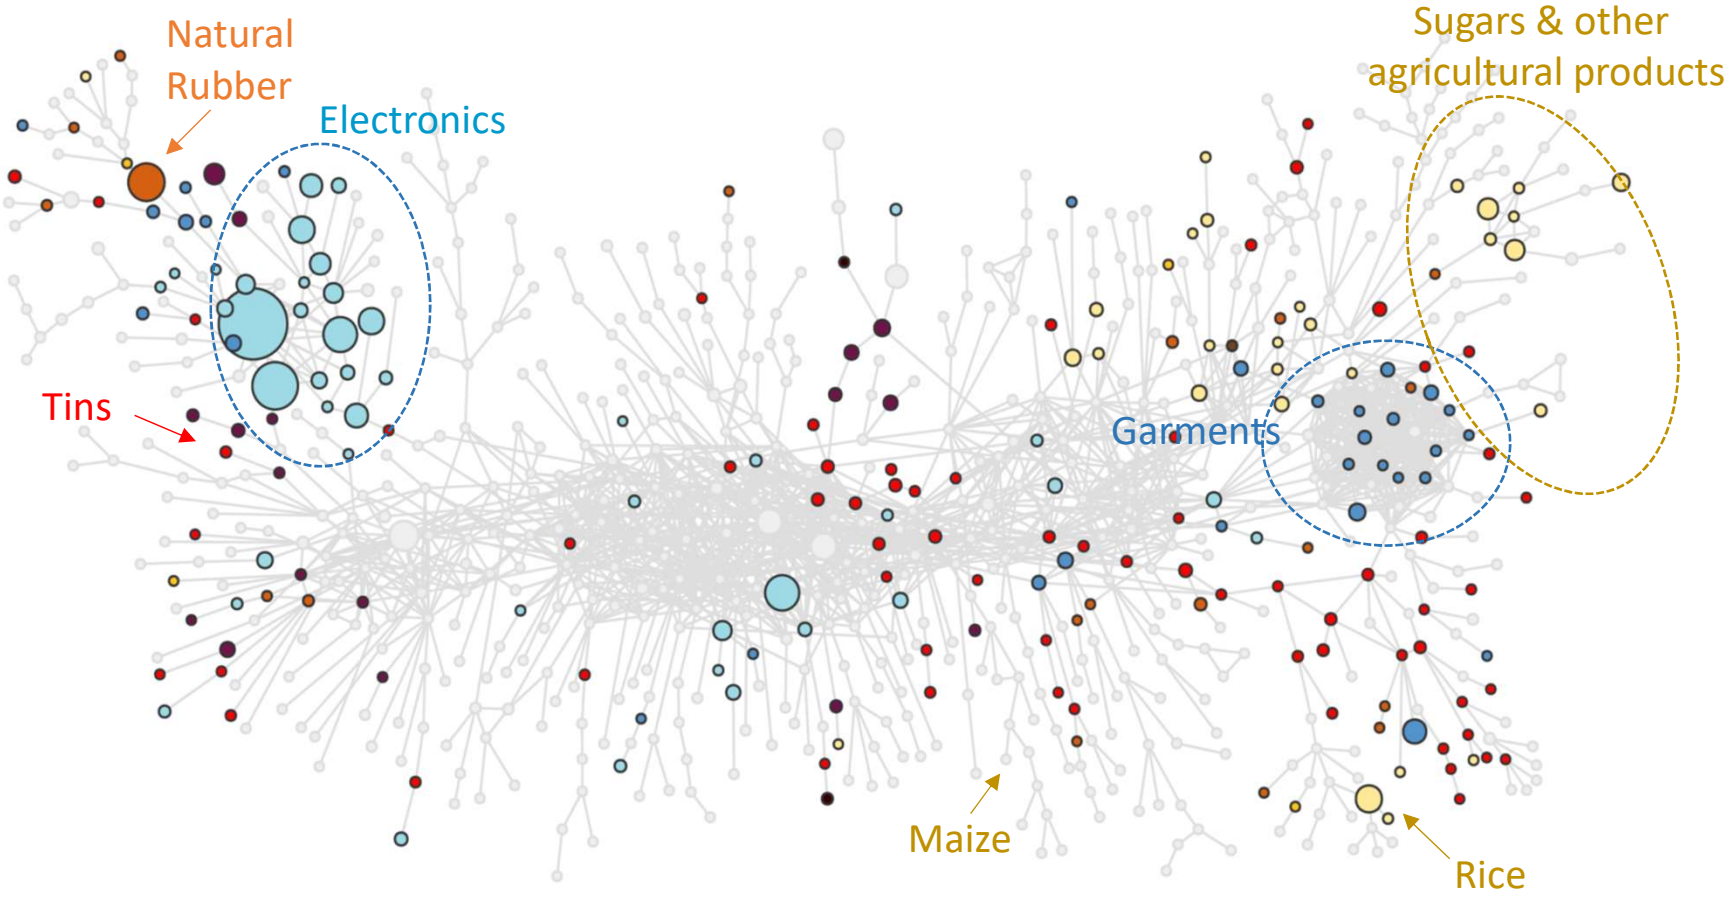 Natural
Rubber
Electronics
Sugars & other
agricultural products
Tins
Garments
Maize
Rice